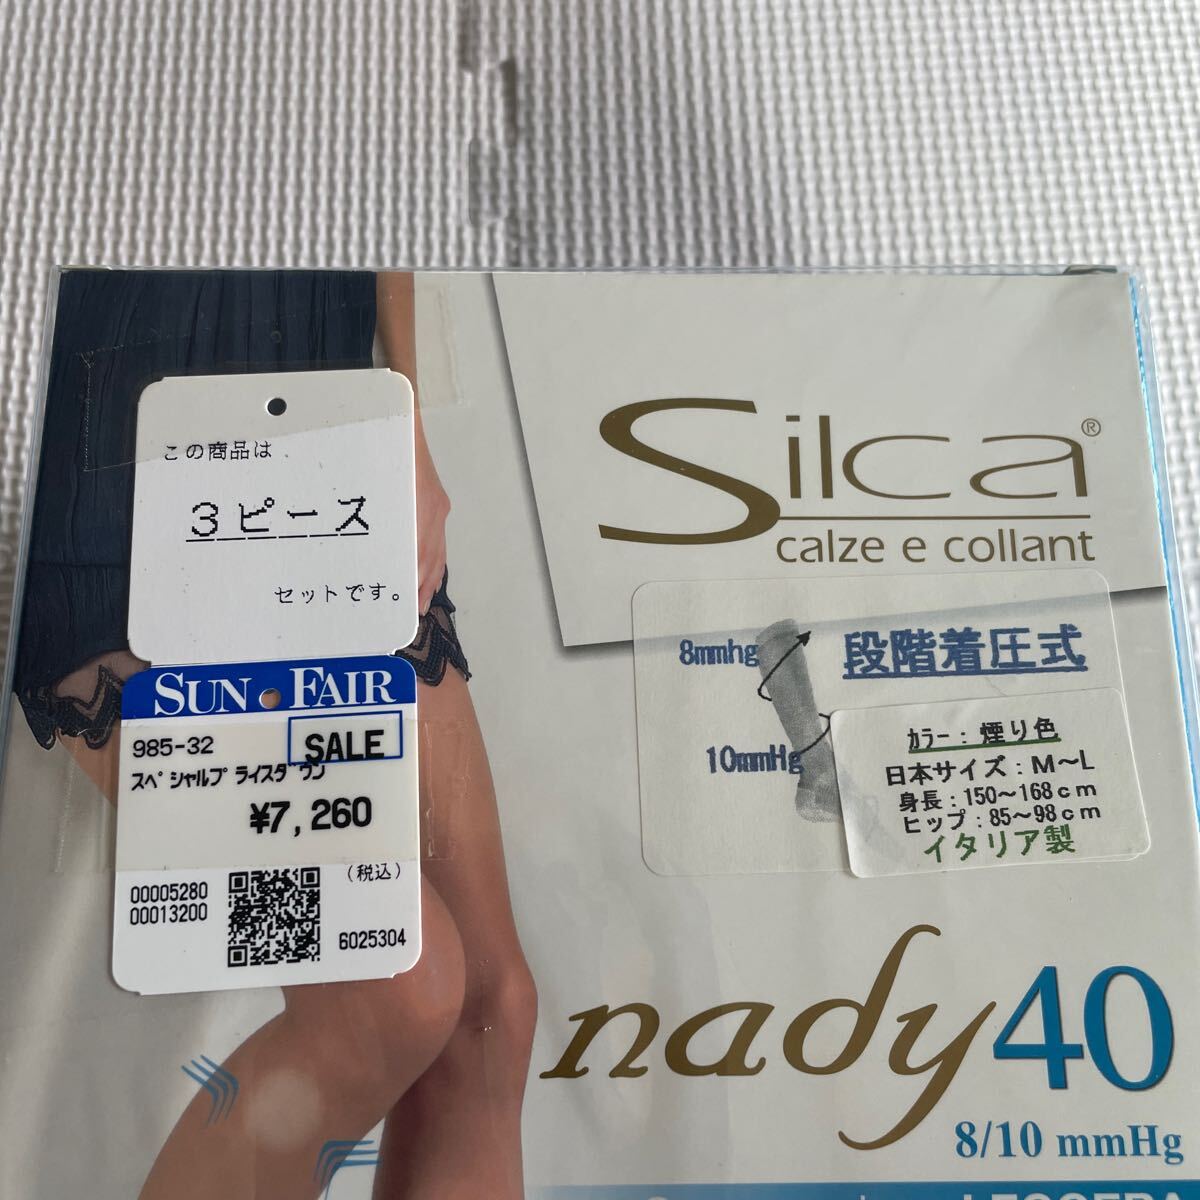 この商品は
3ピース
セットです。
SUN FAIR
985-32
SALE
スペシャルプライスダウン
¥7,260
(税込)
00005280
00013200
6025304
Silca®
calze e collant
8mmhg
段階着圧式
10mmHg
カラー：煙り色
日本サイズ：M～L
身長：150～168cm
ヒップ：85～98cm
イタリア製
nady40
8/10 mmHg